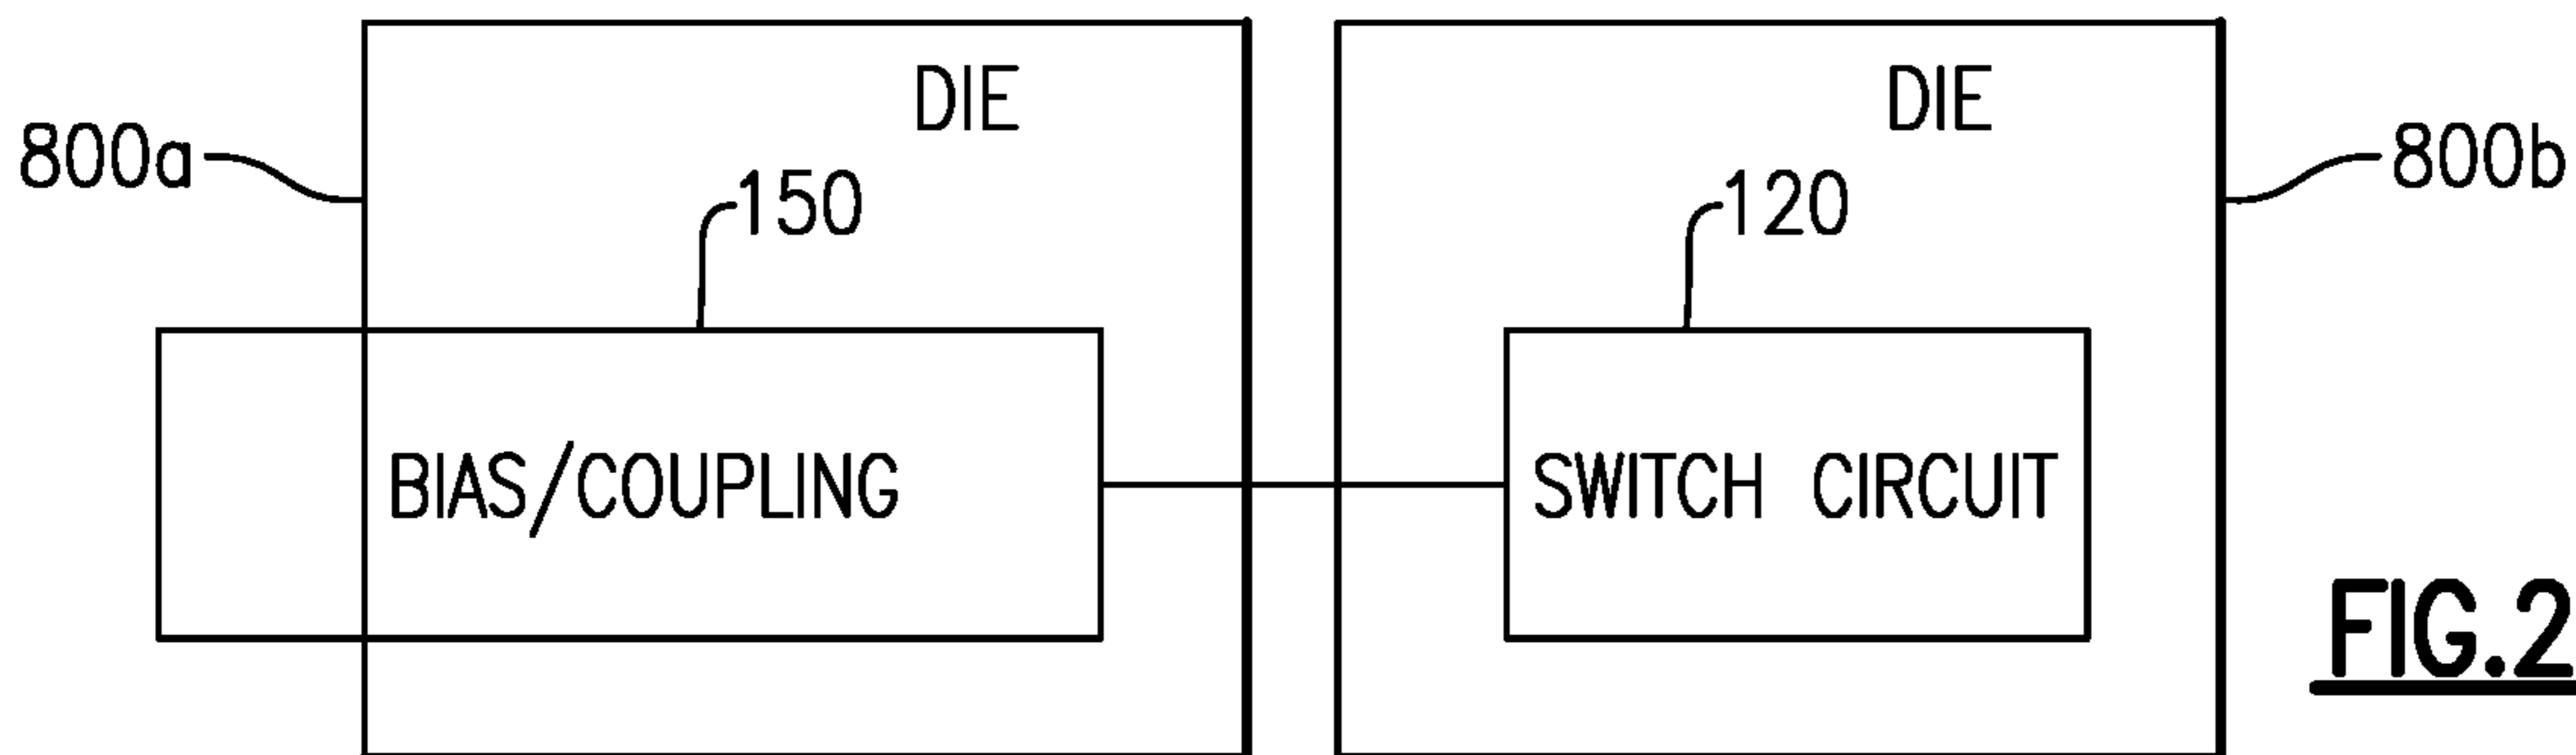 DIE
DIE
800a
150
120
800b
BIAS/COUPLING
SWITCH CIRCUIT
FIG.2